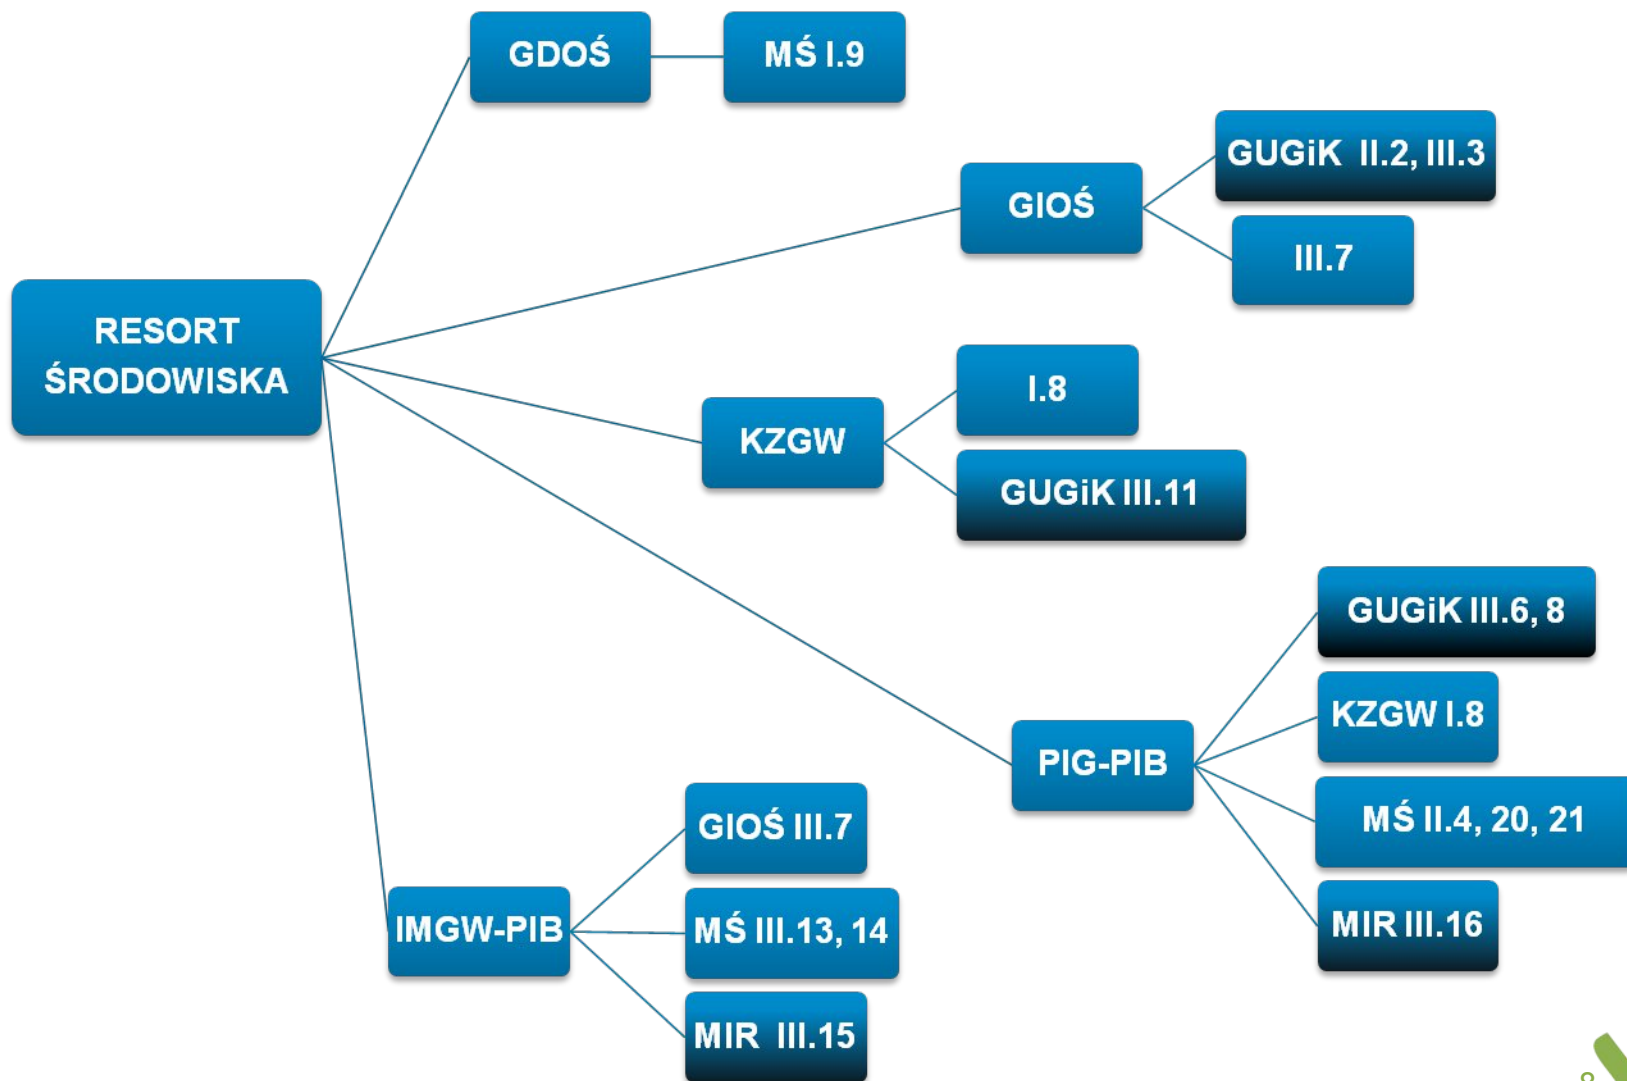 GDOŚ
MŚ I.9
GUGiK II.2, III.3
GIOŚ
III.7
RESORT
ŚRODOWISKA
I.8
KZGW
GUGiK III.11
GUGiK III.6, 8
KZGW I.8
PIG-PIB
MŚ II.4, 20, 21
MIR III.16
GIOŚ III.7
IMGW-PIB
MŚ III.13, 14
MIR III.15